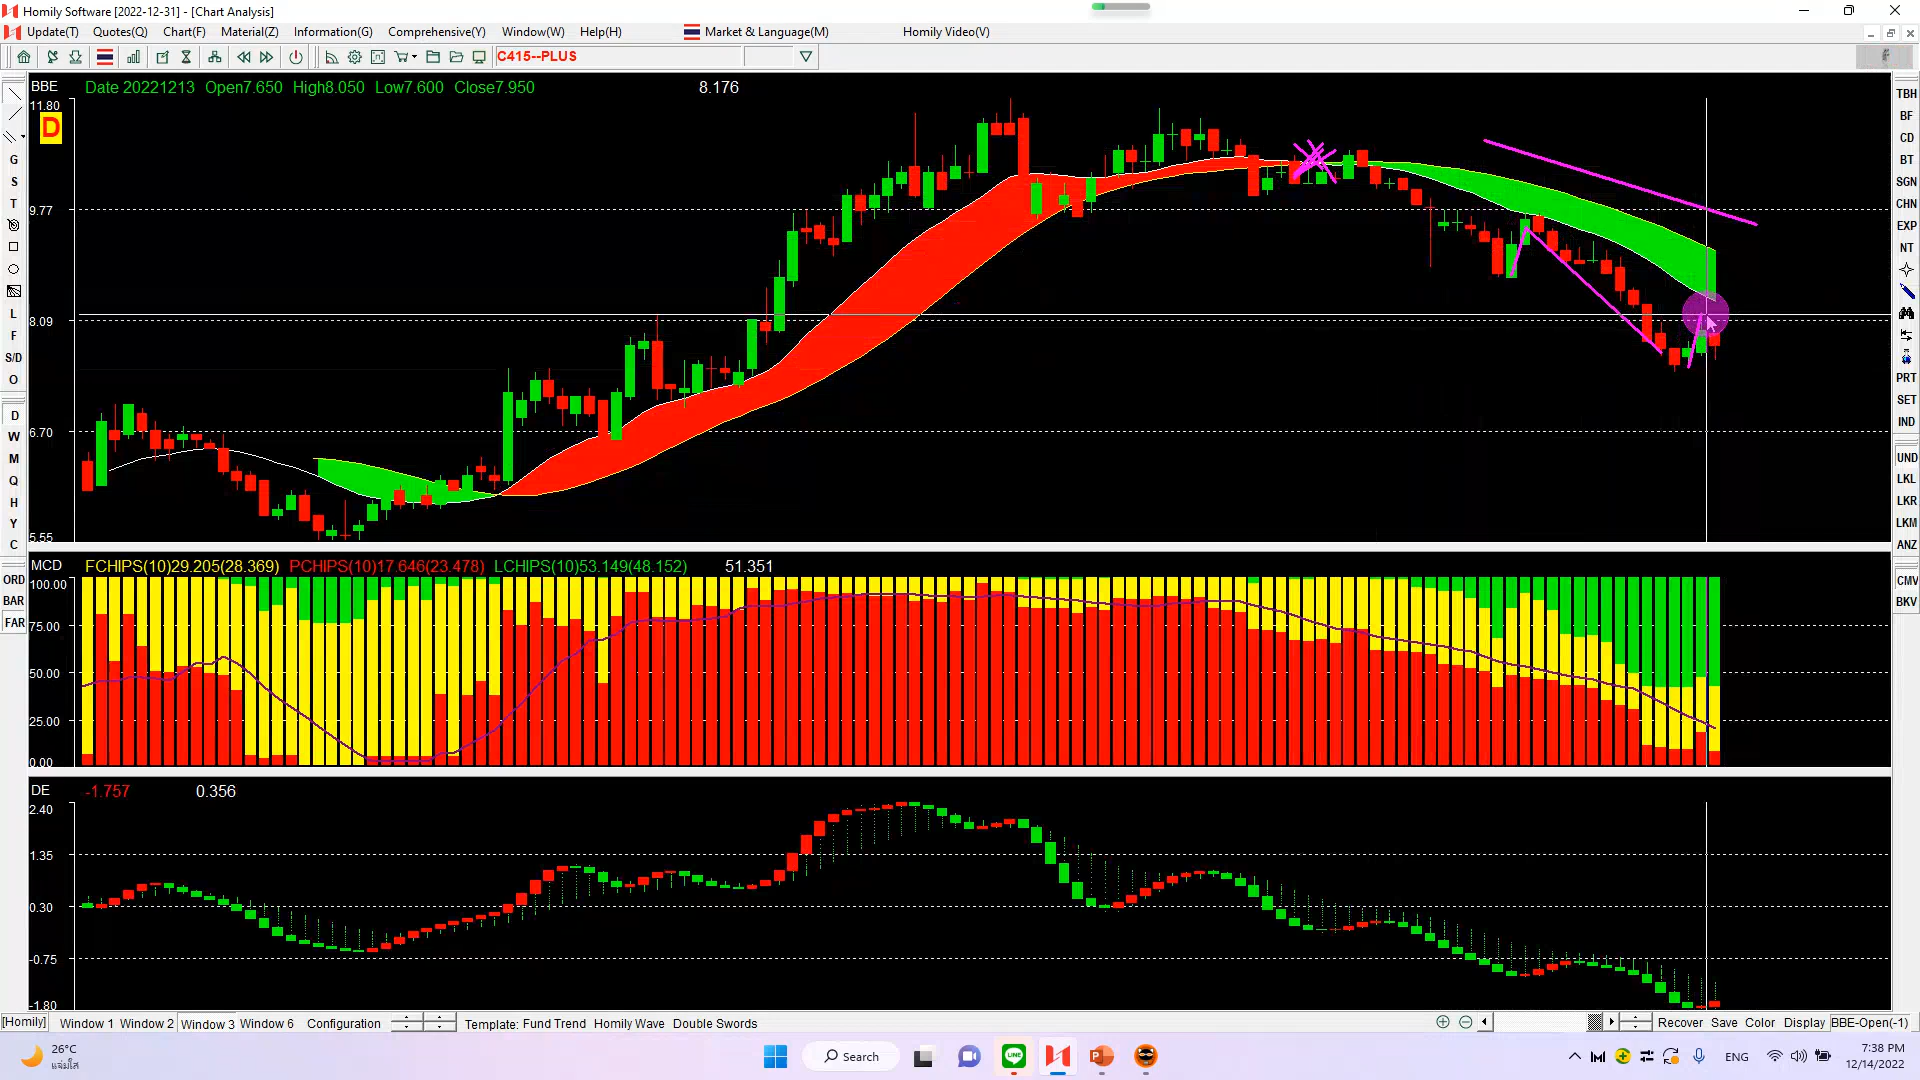 Homily Software [2022-12-31] - [Chart Analysis]
Update(T) Quotes(Q) Chart(F) Material(Z) Information(G) Comprehensive(Y) Window(W) Help(H) Market & Language(M) Homily Video(V)
C415--PLUS
BBE Date 20221213 Open7.650 High8.050 Low7.600 Close7.950 8.176
11.80
D
9.77
8.09
6.70
5.55
MCD FCHIPS(10)29.205(28.369) PCHIPS(10)17.646(23.478) LCHIPS(10)53.149(48.152) 51.351
100.00
75.00
50.00
25.00
0.00
DE -1.757 0.356
2.40
1.35
0.30
-0.75
-1.80
G
S
T
L
F
S/D
O
D
W
M
Q
H
Y
C
ORD
BAR
FAR
TBH
BF
CD
BT
SGN
CHN
EXP
NT
PRT
SET
IND
UND
LKL
LKR
LKM
ANZ
CMV
BKV
[Homily] Window 1 Window 2 Window 3 Window 6 Configuration Template: Fund Trend Homily Wave Double Swords Recover Save Color Display BBE-Open(-1)
26°C
แจ่มใส
Search
ENG
7:38 PM
12/14/2022